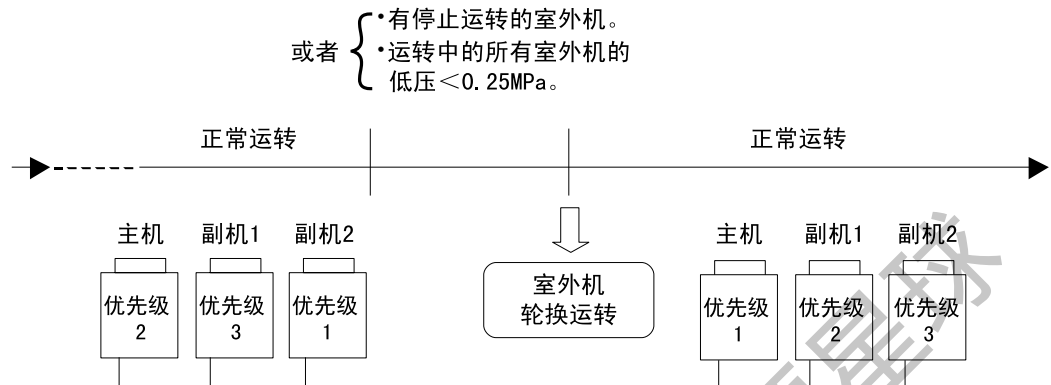 •有停止运转的室外机。
或者
•运转中的所有室外机的
低压＜0.25MPa。
正常运转
正常运转
主机 副机1 副机2
优先级
2
优先级
3
优先级
1
室外机
轮换运转
主机 副机1 副机2
优先级
1
优先级
2
优先级
3
星球